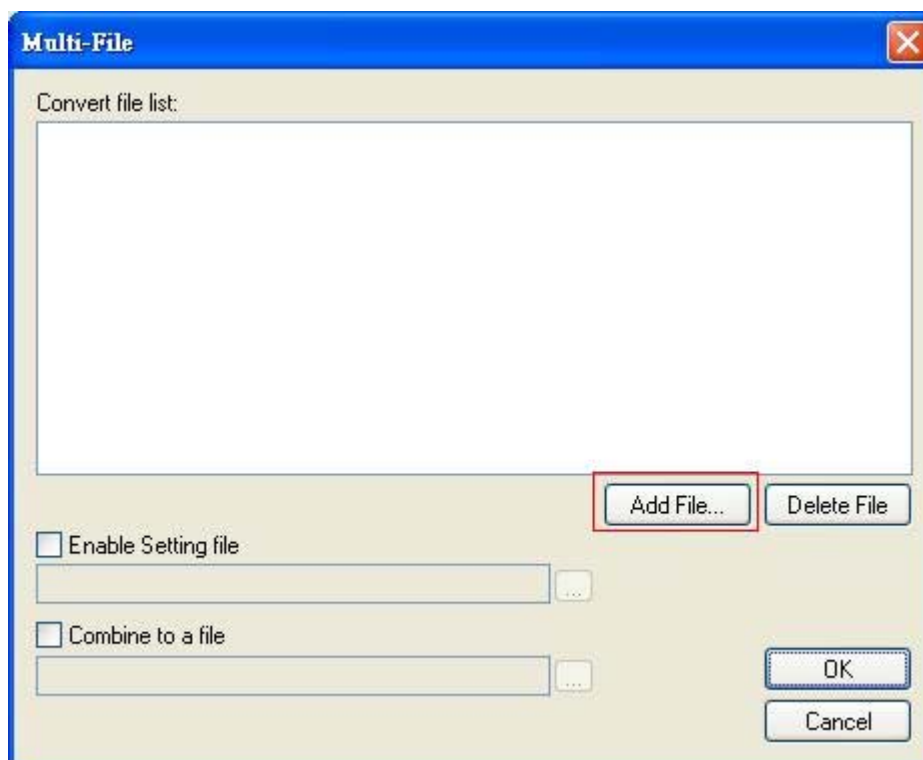 Multi-File
Convert file list:
Add File...
Delete File
Enable Setting file
...
Combine to a file
...
OK
Cancel